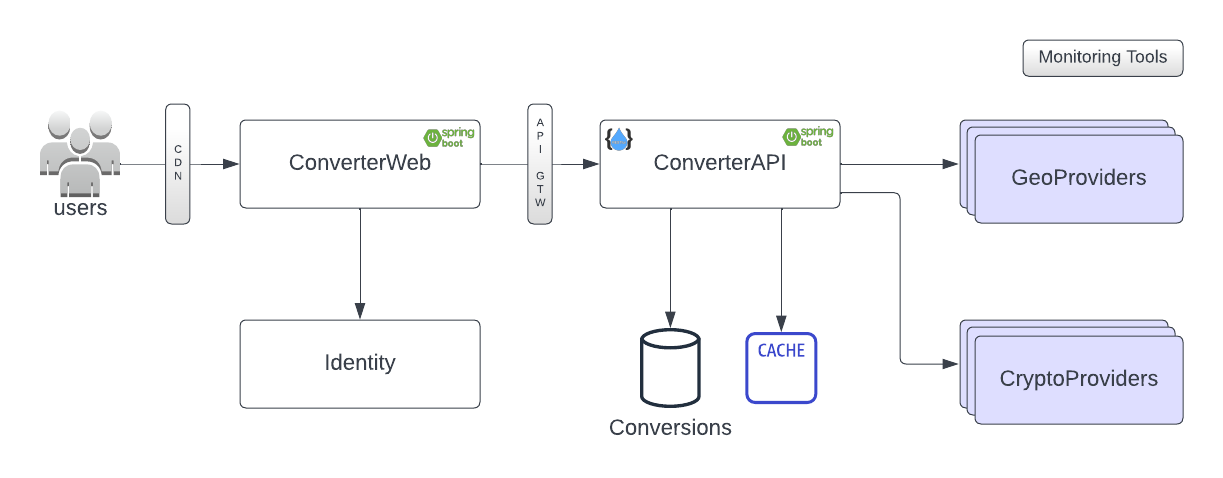 Monitoring Tools
users
C
D
N
ConverterWeb
spring
boot
A
P
I
G
T
W
ConverterAPI
spring
boot
GeoProviders
Identity
Conversions
CACHE
CryptoProviders